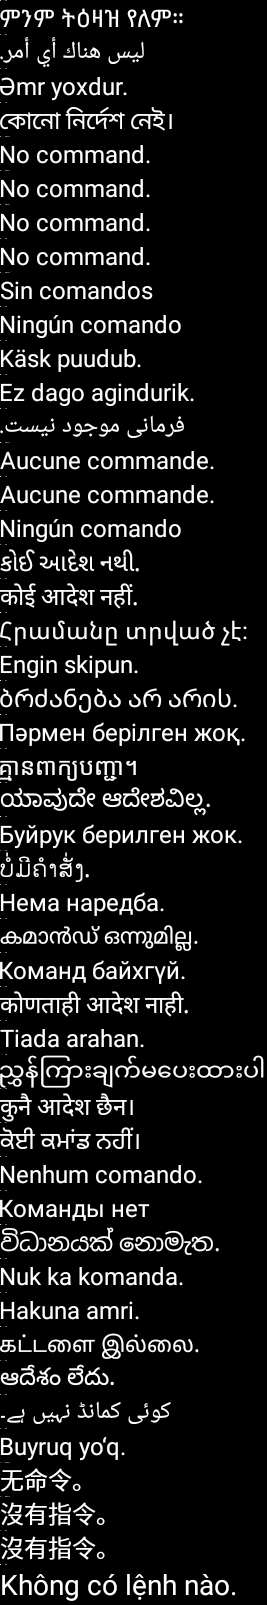 ምንም ትዕዛዝ የለም።
ليس هناك أي أمر.
Əmr yoxdur.
কোনো নির্দেশ নেই।
No command.
No command.
No command.
No command.
Sin comandos
Ningún comando
Käsk puudub.
Ez dago agindurik.
فرمانی موجود نیست.
Aucune commande.
Aucune commande.
Ningún comando
કોઈ આદેશ નથી.
कोई आदेश नहीं.
Հրամանը տրված չէ:
Engin skipun.
ბრძანება არ არის.
Пәрмен берілген жоқ.
គ្មានពាក្យបញ្ជា។
ಯಾವುದೇ ಆದೇಶವಿಲ್ಲ.
Буйрук берилген жок.
ບໍ່ມີຄຳສັ່ງ.
Нема наредба.
കമാൻഡ് ഒന്നുമില്ല.
Команд байхгүй.
कोणताही आदेश नाही.
Tiada arahan.
ညွှန်ကြားချက်မပေးထားပါ
कुनै आदेश छैन।
ਕੋਈ ਕਮਾਂਡ ਨਹੀਂ।
Nenhum comando.
Команды нет
විධානයක් නොමැත.
Nuk ka komanda.
Hakuna amri.
கட்டளை இல்லை.
ఆదేశం లేదు.
کوئی کمانڈ نہیں ہے۔
Buyruq yo‘q.
无命令。
沒有指令。
沒有指令。
Không có lệnh nào.